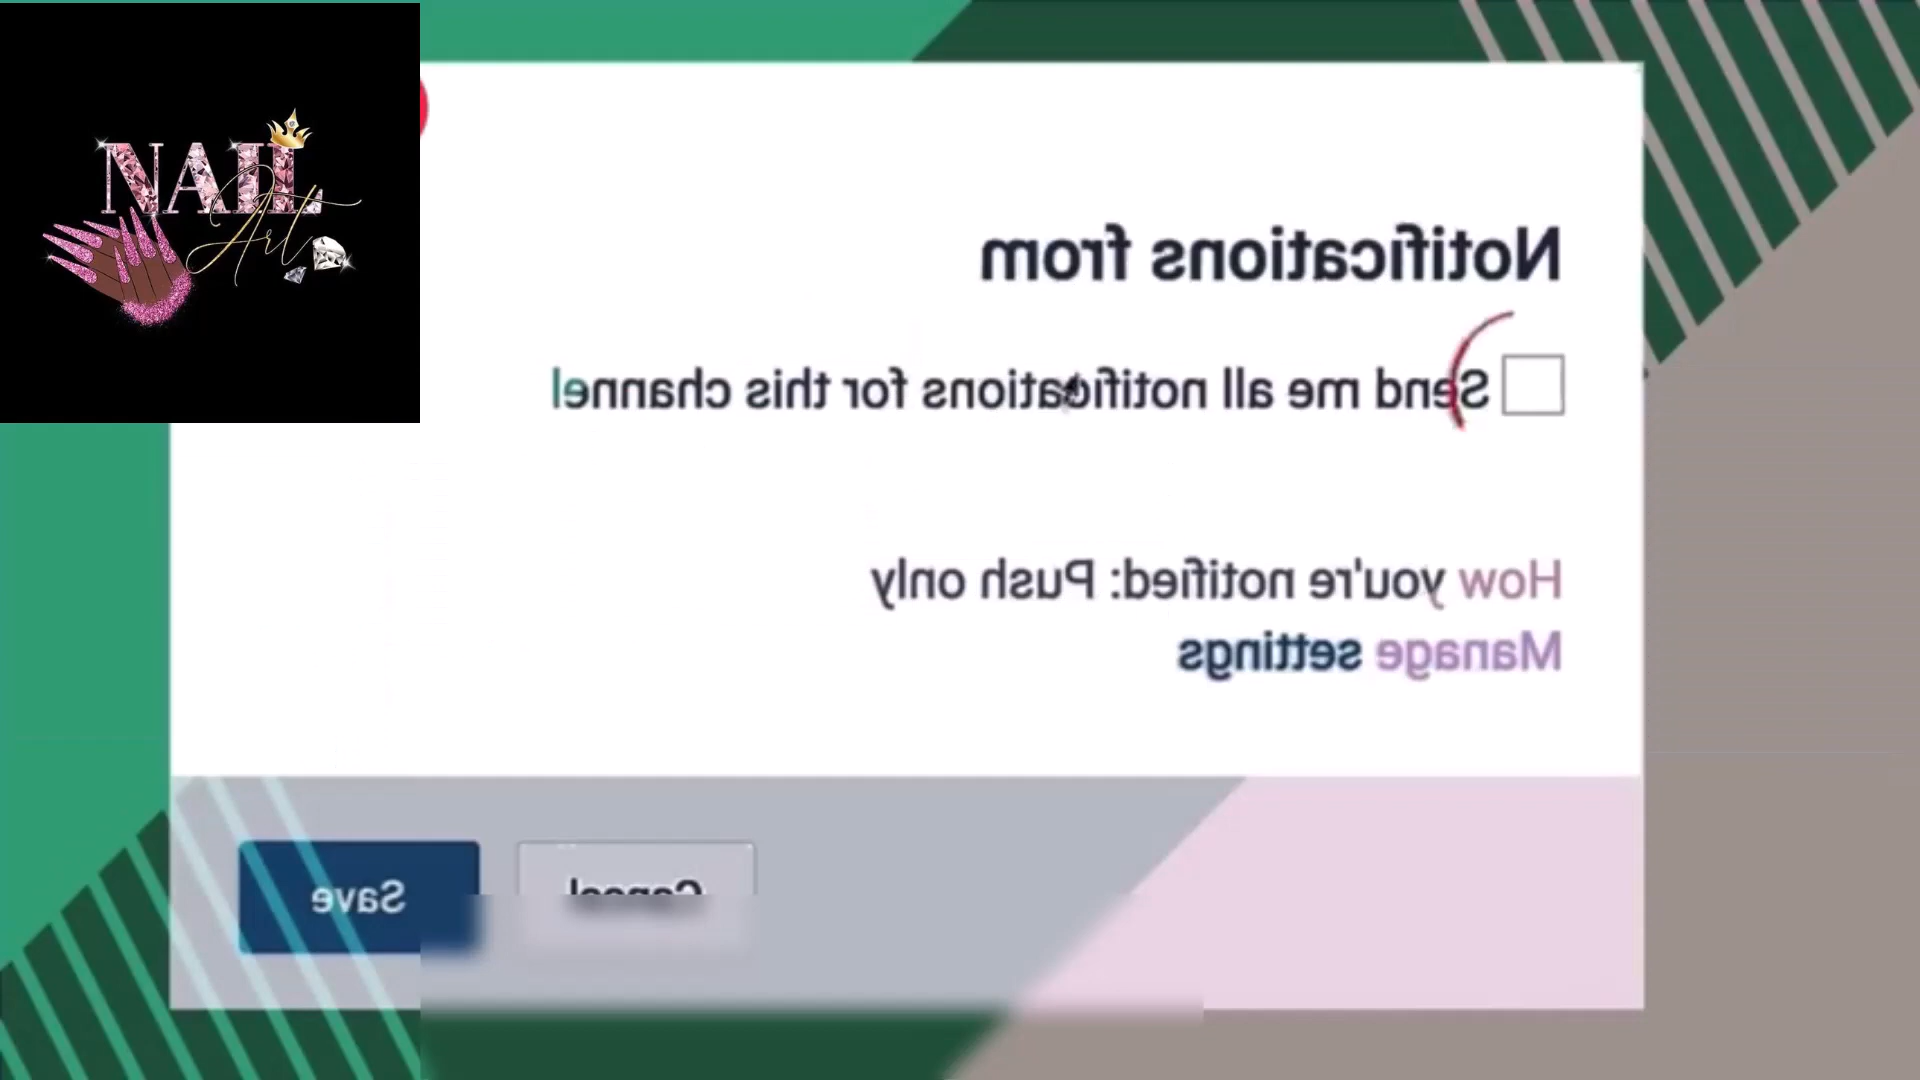 NAIL
Art
Notifications from
Send me all notifications for this channel
How you're notified: Push only
Manage settings
Cancel
Save